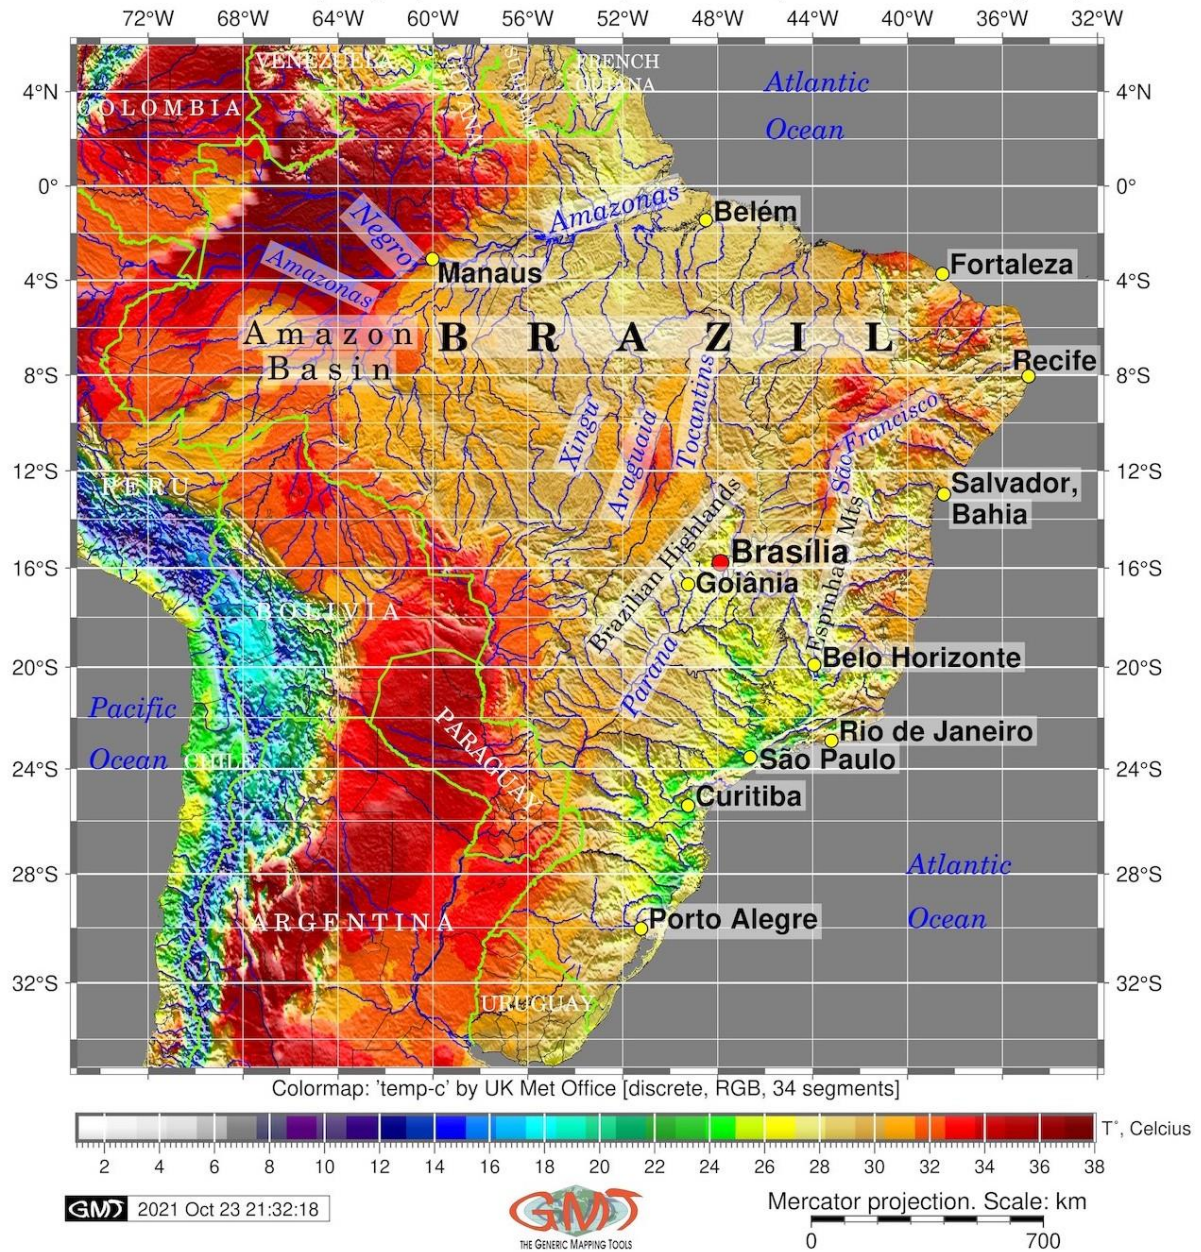 72°W 68°W 64°W 60°W 56°W 52°W 48°W 44°W 40°W 36°W 32°W
VENEZUELA
GUYANA
SURINAME
FRENCH
GUIANA
Atlantic
Ocean
4°N
4°N
COLOMBIA
0°
0°
Negro
Amazonas
Belém
Amazonas
Manaus
Fortaleza
4°S
4°S
Amazon
Basin
BRAZIL
Recife
8°S
8°S
Xingu
Araguaia
Tocantins
São Francisco
12°S
12°S
PERU
Salvador,
Bahia
Brazilian Highlands
Espinhaı Mts
Brasília
16°S
16°S
Goiânia
BOLIVIA
Paraná
Belo Horizonte
20°S
20°S
Pacific
Ocean
PARAGUAY
Rio de Janeiro
São Paulo
CHILE
24°S
24°S
Curitiba
28°S
28°S
Atlantic
Ocean
ARGENTINA
Porto Alegre
32°S
32°S
URUGUAY
Colormap: 'temp-c' by UK Met Office [discrete, RGB, 34 segments]
T°, Celcius
2 4 6 8 10 12 14 16 18 20 22 24 26 28 30 32 34 36 38
GMT 2021 Oct 23 21:32:18
GMT
THE GENERIC MAPPING TOOLS
Mercator projection. Scale: km
0 700